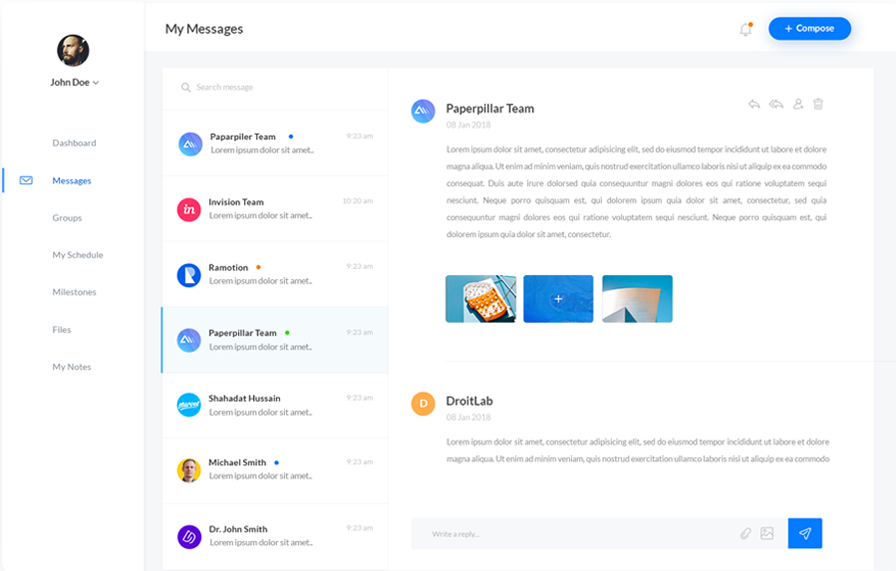 My Messages
+ Compose
John Doe
Dashboard
Messages
Groups
My Schedule
Milestones
Files
My Notes
Search message
Paparpiler Team
9:23 am
Lorem ipsum dolor sit amet..
in
Invision Team
10:20 am
Lorem ipsum dolor sit amet..
Ramotion
9:23 am
Lorem ipsum dolor sit amet..
Paperpillar Team
9:23 am
Lorem ipsum dolor sit amet..
Shahadat Hussain
9:23 am
Lorem ipsum dolor sit amet..
Michael Smith
9:23 am
Lorem ipsum dolor sit amet..
Dr. John Smith
9:23 am
Lorem ipsum dolor sit amet..
Paperpillar Team
08 Jan 2018
Lorem ipsum dolor sit amet, consectetur adipisicing elit, sed do eiusmod tempor incididunt ut labore et dolore
magna aliqua. Ut enim ad minim veniam, quis nostrud exercitation ullamco laboris nisi ut aliquip ex ea commodo
consequat. Duis aute irure dolorsed quia consequuntur magni dolores eos qui ratione voluptatem sequi
nesciunt. Neque porro quisquam est, qui dolorem ipsum quia dolor sit amet, consectetur, sed quia
consequuntur magni dolores eos qui ratione voluptatem sequi nesciunt. Neque porro quisquam est, qui
dolorem ipsum quia dolor sit amet, consectetur.
D
DroitLab
08 Jan 2018
Lorem ipsum dolor sit amet, consectetur adipisicing elit, sed do eiusmod tempor incididunt ut labore et dolore
magna aliqua. Ut enim ad minim veniam, quis nostrud exercitation ullamco laboris nisi ut aliquip ex ea commodo
Write a reply...